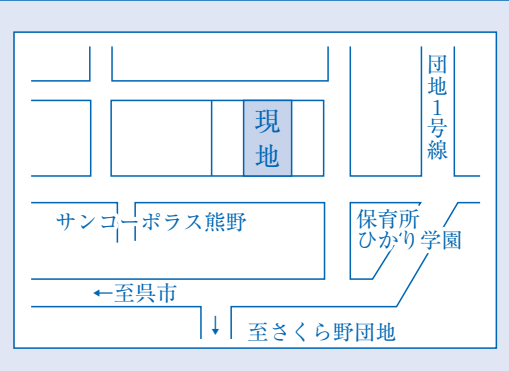 団地1号線
現地
サンコーポラス熊野
保育所
ひかり学園
←至呉市
↓
至さくら野団地